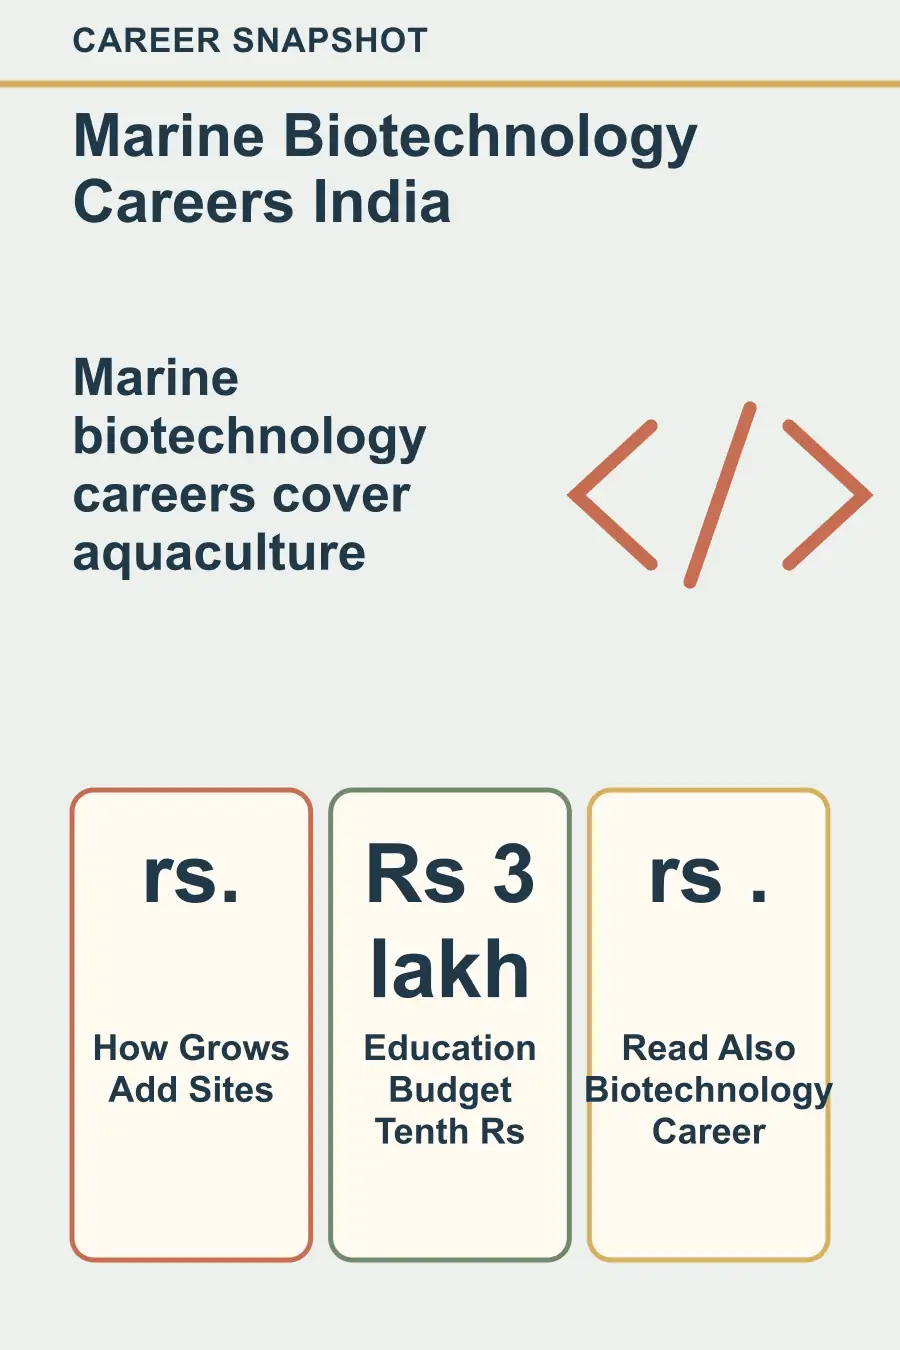 CAREER SNAPSHOT
Marine Biotechnology
Careers India
Marine
biotechnology
careers cover
aquaculture
rs.
How Grows
Add Sites
Rs 3
lakh
Education
Budget
Tenth Rs
rs .
Read Also
Biotechnology
Career